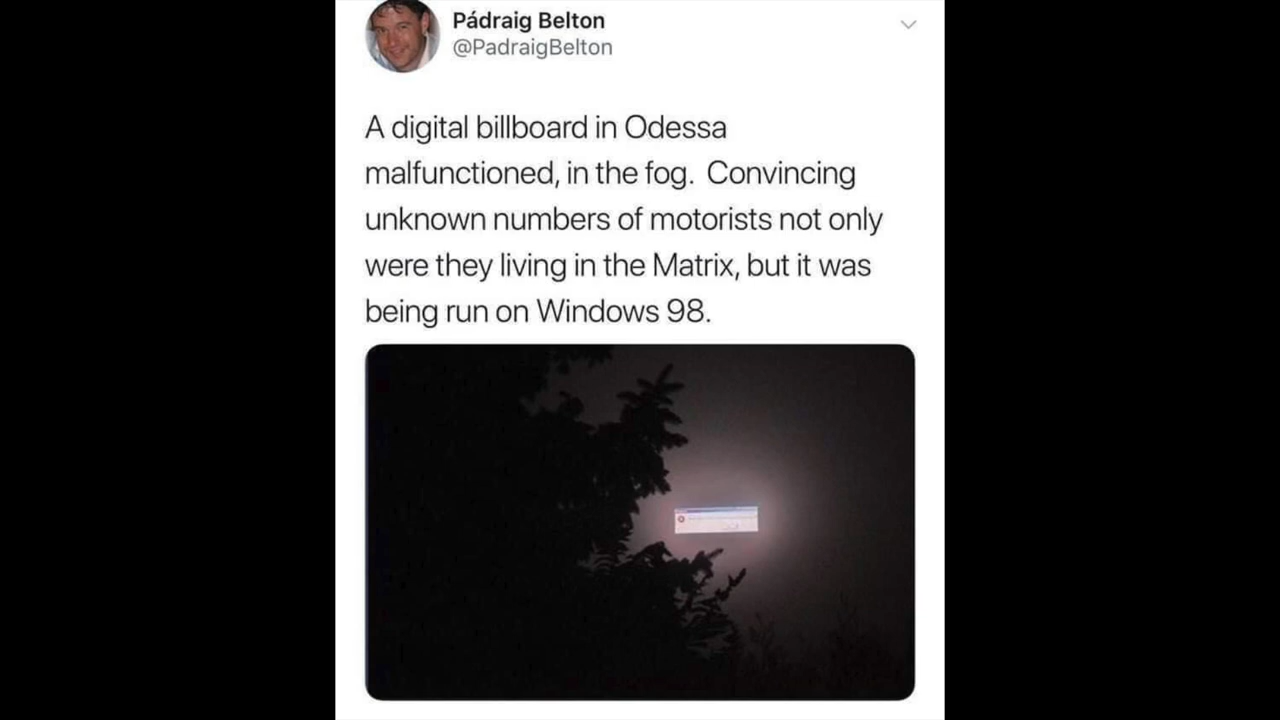 Pádraig Belton
@PadraigBelton
A digital billboard in Odessa
malfunctioned, in the fog.  Convincing
unknown numbers of motorists not only
were they living in the Matrix, but it was
being run on Windows 98.